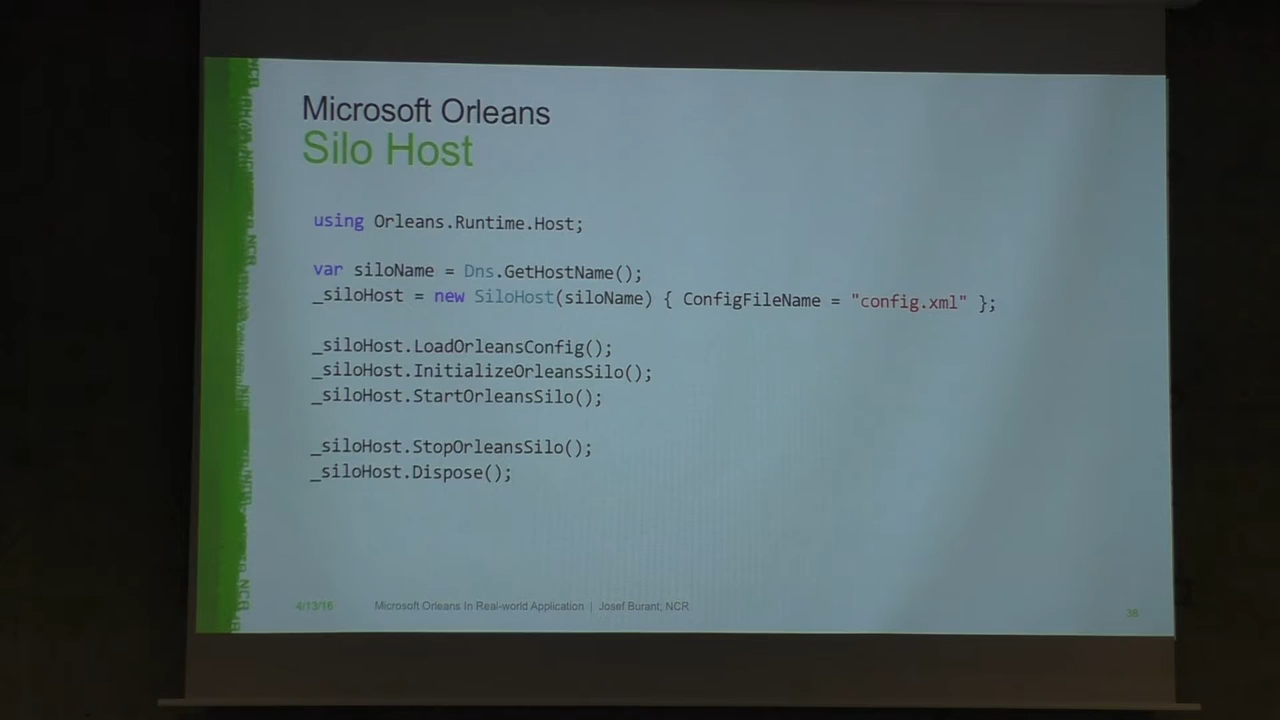 Microsoft Orleans
Silo Host
using Orleans.Runtime.Host;
var siloName = Dns.GetHostName();
_siloHost = new SiloHost(siloName) { ConfigFileName = "config.xml" };
_siloHost.LoadOrleansConfig();
_siloHost.InitializeOrleansSilo();
_siloHost.StartOrleansSilo();
_siloHost.StopOrleansSilo();
_siloHost.Dispose();
4/13/16 Microsoft Orleans In Real-world Application | Josef Burant, NCR 38